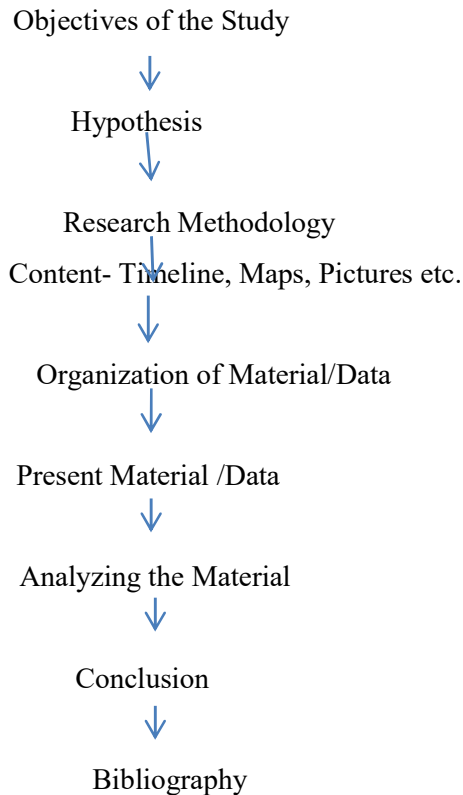 Objectives of the Study
Hypothesis
Research Methodology
Content- Timeline, Maps, Pictures etc.
Organization of Material/Data
Present Material /Data
Analyzing the Material
Conclusion
Bibliography